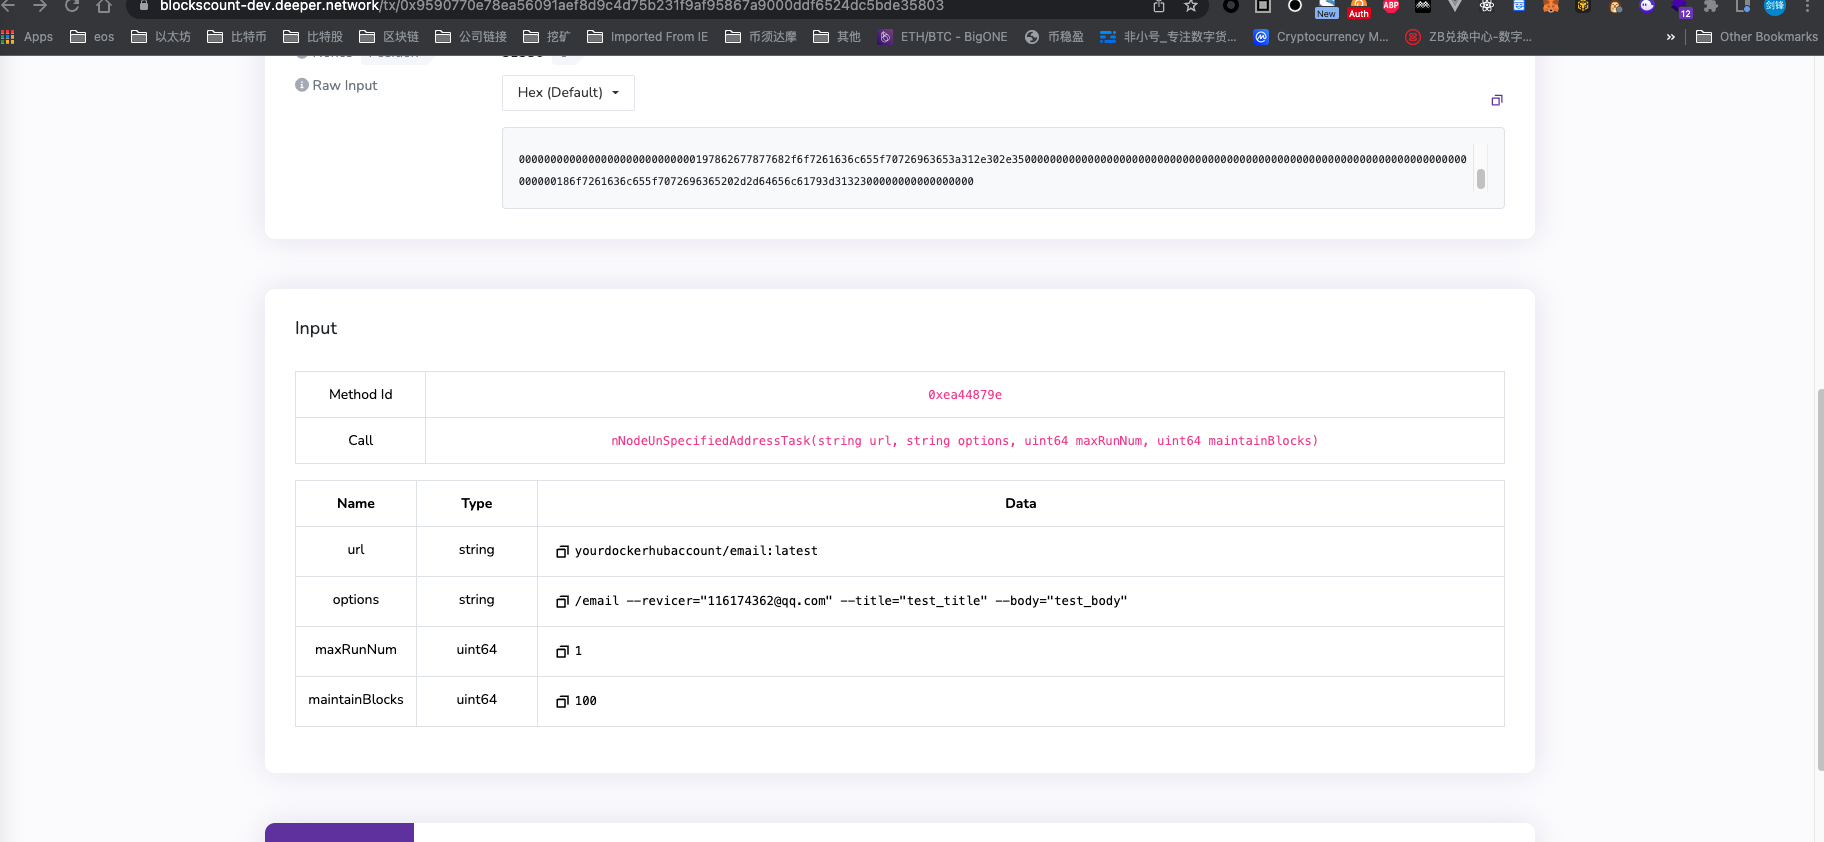 blockscount-dev.deeper.network/tx/0x9590770e78ea56091aef8d9c4d75b231f9af95867a9000ddf6524dc5bde35803
New Auth ABP 12 剑锋
Apps eos 以太坊 比特币 比特股 区块链 公司链接 挖矿 Imported From IE 币须达摩 其他 ETH/BTC - BigONE 币稳盈 非小号_专注数字货... Cryptocurrency M... ZB兑换中心-数字... » Other Bookmarks
Raw Input
Hex (Default)
000000186f7261636c655f7072696365202d2d64656c61793d3132300000000000000000
Input
Method Id 0xea44879e
Call nNodeUnSpecifiedAddressTask(string url, string options, uint64 maxRunNum, uint64 maintainBlocks)
Name Type Data
url string yourdockerhubaccount/email:latest
options string /email --revicer="116174362@qq.com" --title="test_title" --body="test_body"
maxRunNum uint64 1
maintainBlocks uint64 100